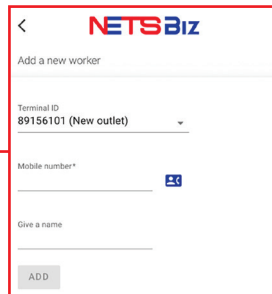 NETSBIZ
Add a new worker
Terminal ID
89156101 (New outlet)
Mobile number*
Give a name
ADD